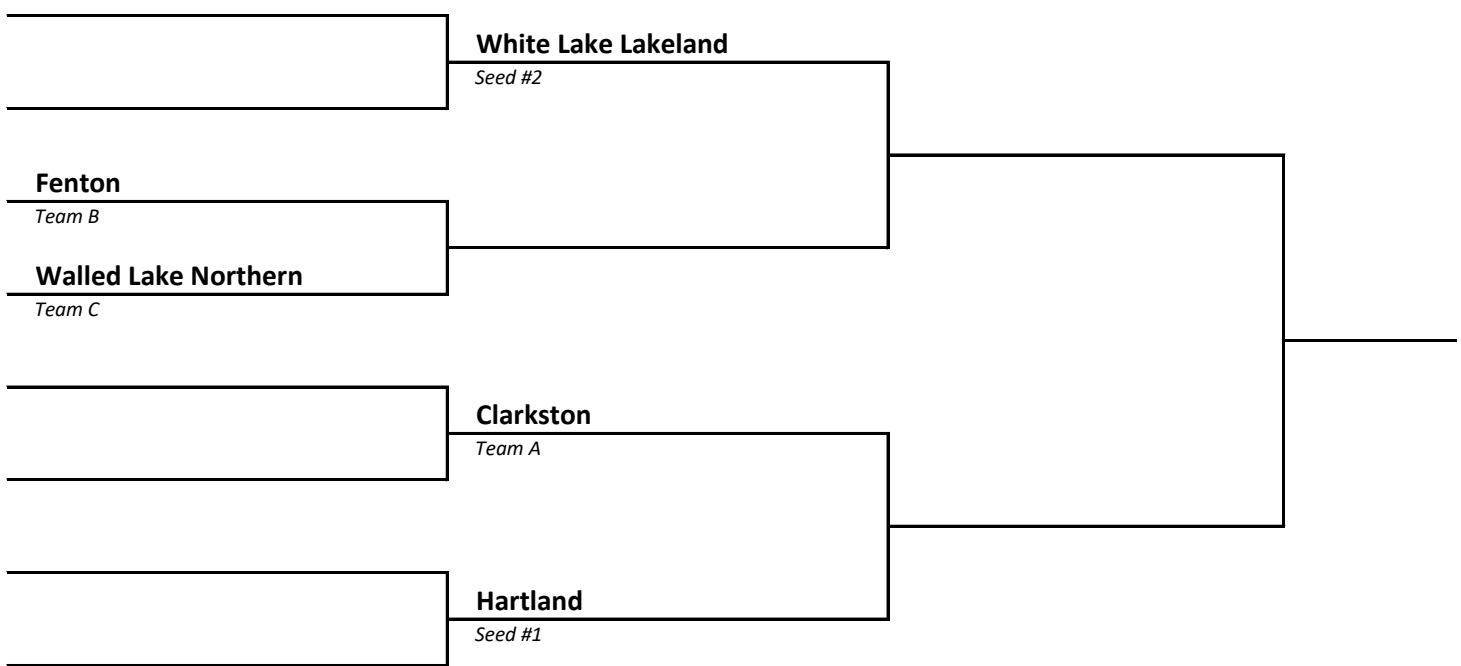 White Lake Lakeland
Seed #2
Fenton
Team B
Walled Lake Northern
Team C
Clarkston
Team A
Hartland
Seed #1